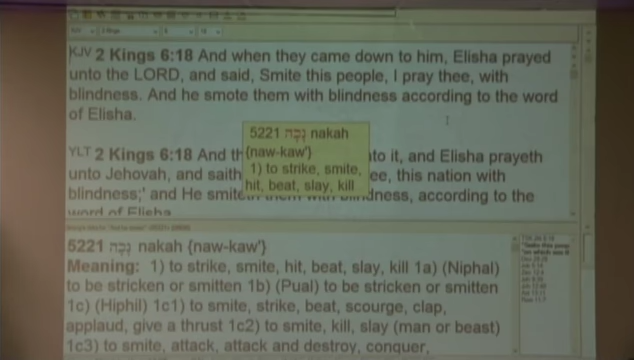 KJV 2 Kings 6:18 And when they came down to him, Elisha prayed
unto the LORD, and said, Smite this people, I pray thee, with
blindness. And he smote them with blindness according to the word
of Elisha.
5221 נָכָה nakah
{naw-kaw'}
1) to strike, smite,
hit, beat, slay, kill
YLT 2 Kings 6:18 And th to it, and Elisha prayeth
unto Jehovah, and saith ee, this nation with
blindness;' and He smite them with blindness, according to the
word of Elisha
5221 נָכָה nakah {naw-kaw'}
Meaning: 1) to strike, smite, hit, beat, slay, kill 1a) (Niphal)
to be stricken or smitten 1b) (Pual) to be stricken or smitten
1c) (Hiphil) 1c1) to smite, strike, beat, scourge, clap,
applaud, give a thrust 1c2) to smite, kill, slay (man or beast)
1c3) to smite, attack, attack and destroy, conquer,